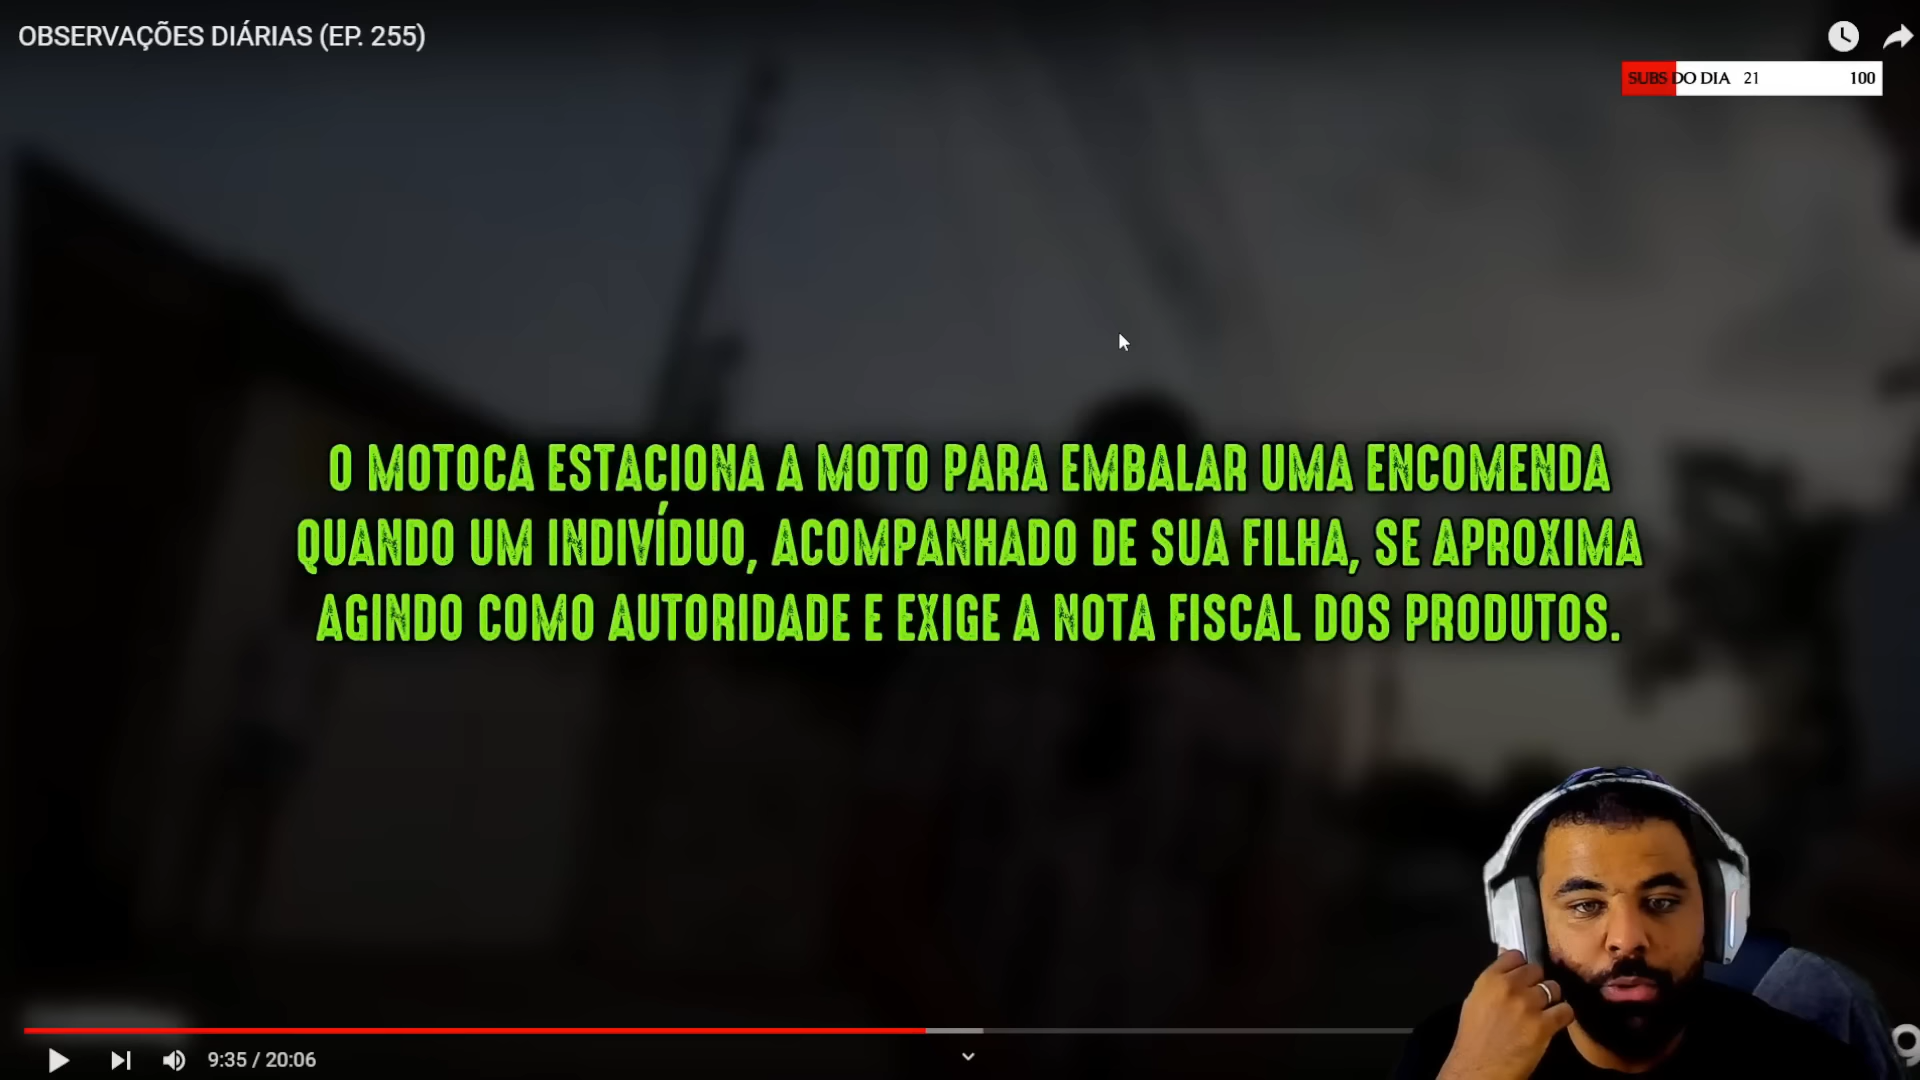 OBSERVAÇÕES DIÁRIAS (EP. 255)
SUBS DO DIA 21 100
O MOTOCA ESTACIONA A MOTO PARA EMBALAR UMA ENCOMENDA
QUANDO UM INDIVÍDUO, ACOMPANHADO DE SUA FILHA, SE APROXIMA
AGINDO COMO AUTORIDADE E EXIGE A NOTA FISCAL DOS PRODUTOS.
9:35 / 20:06